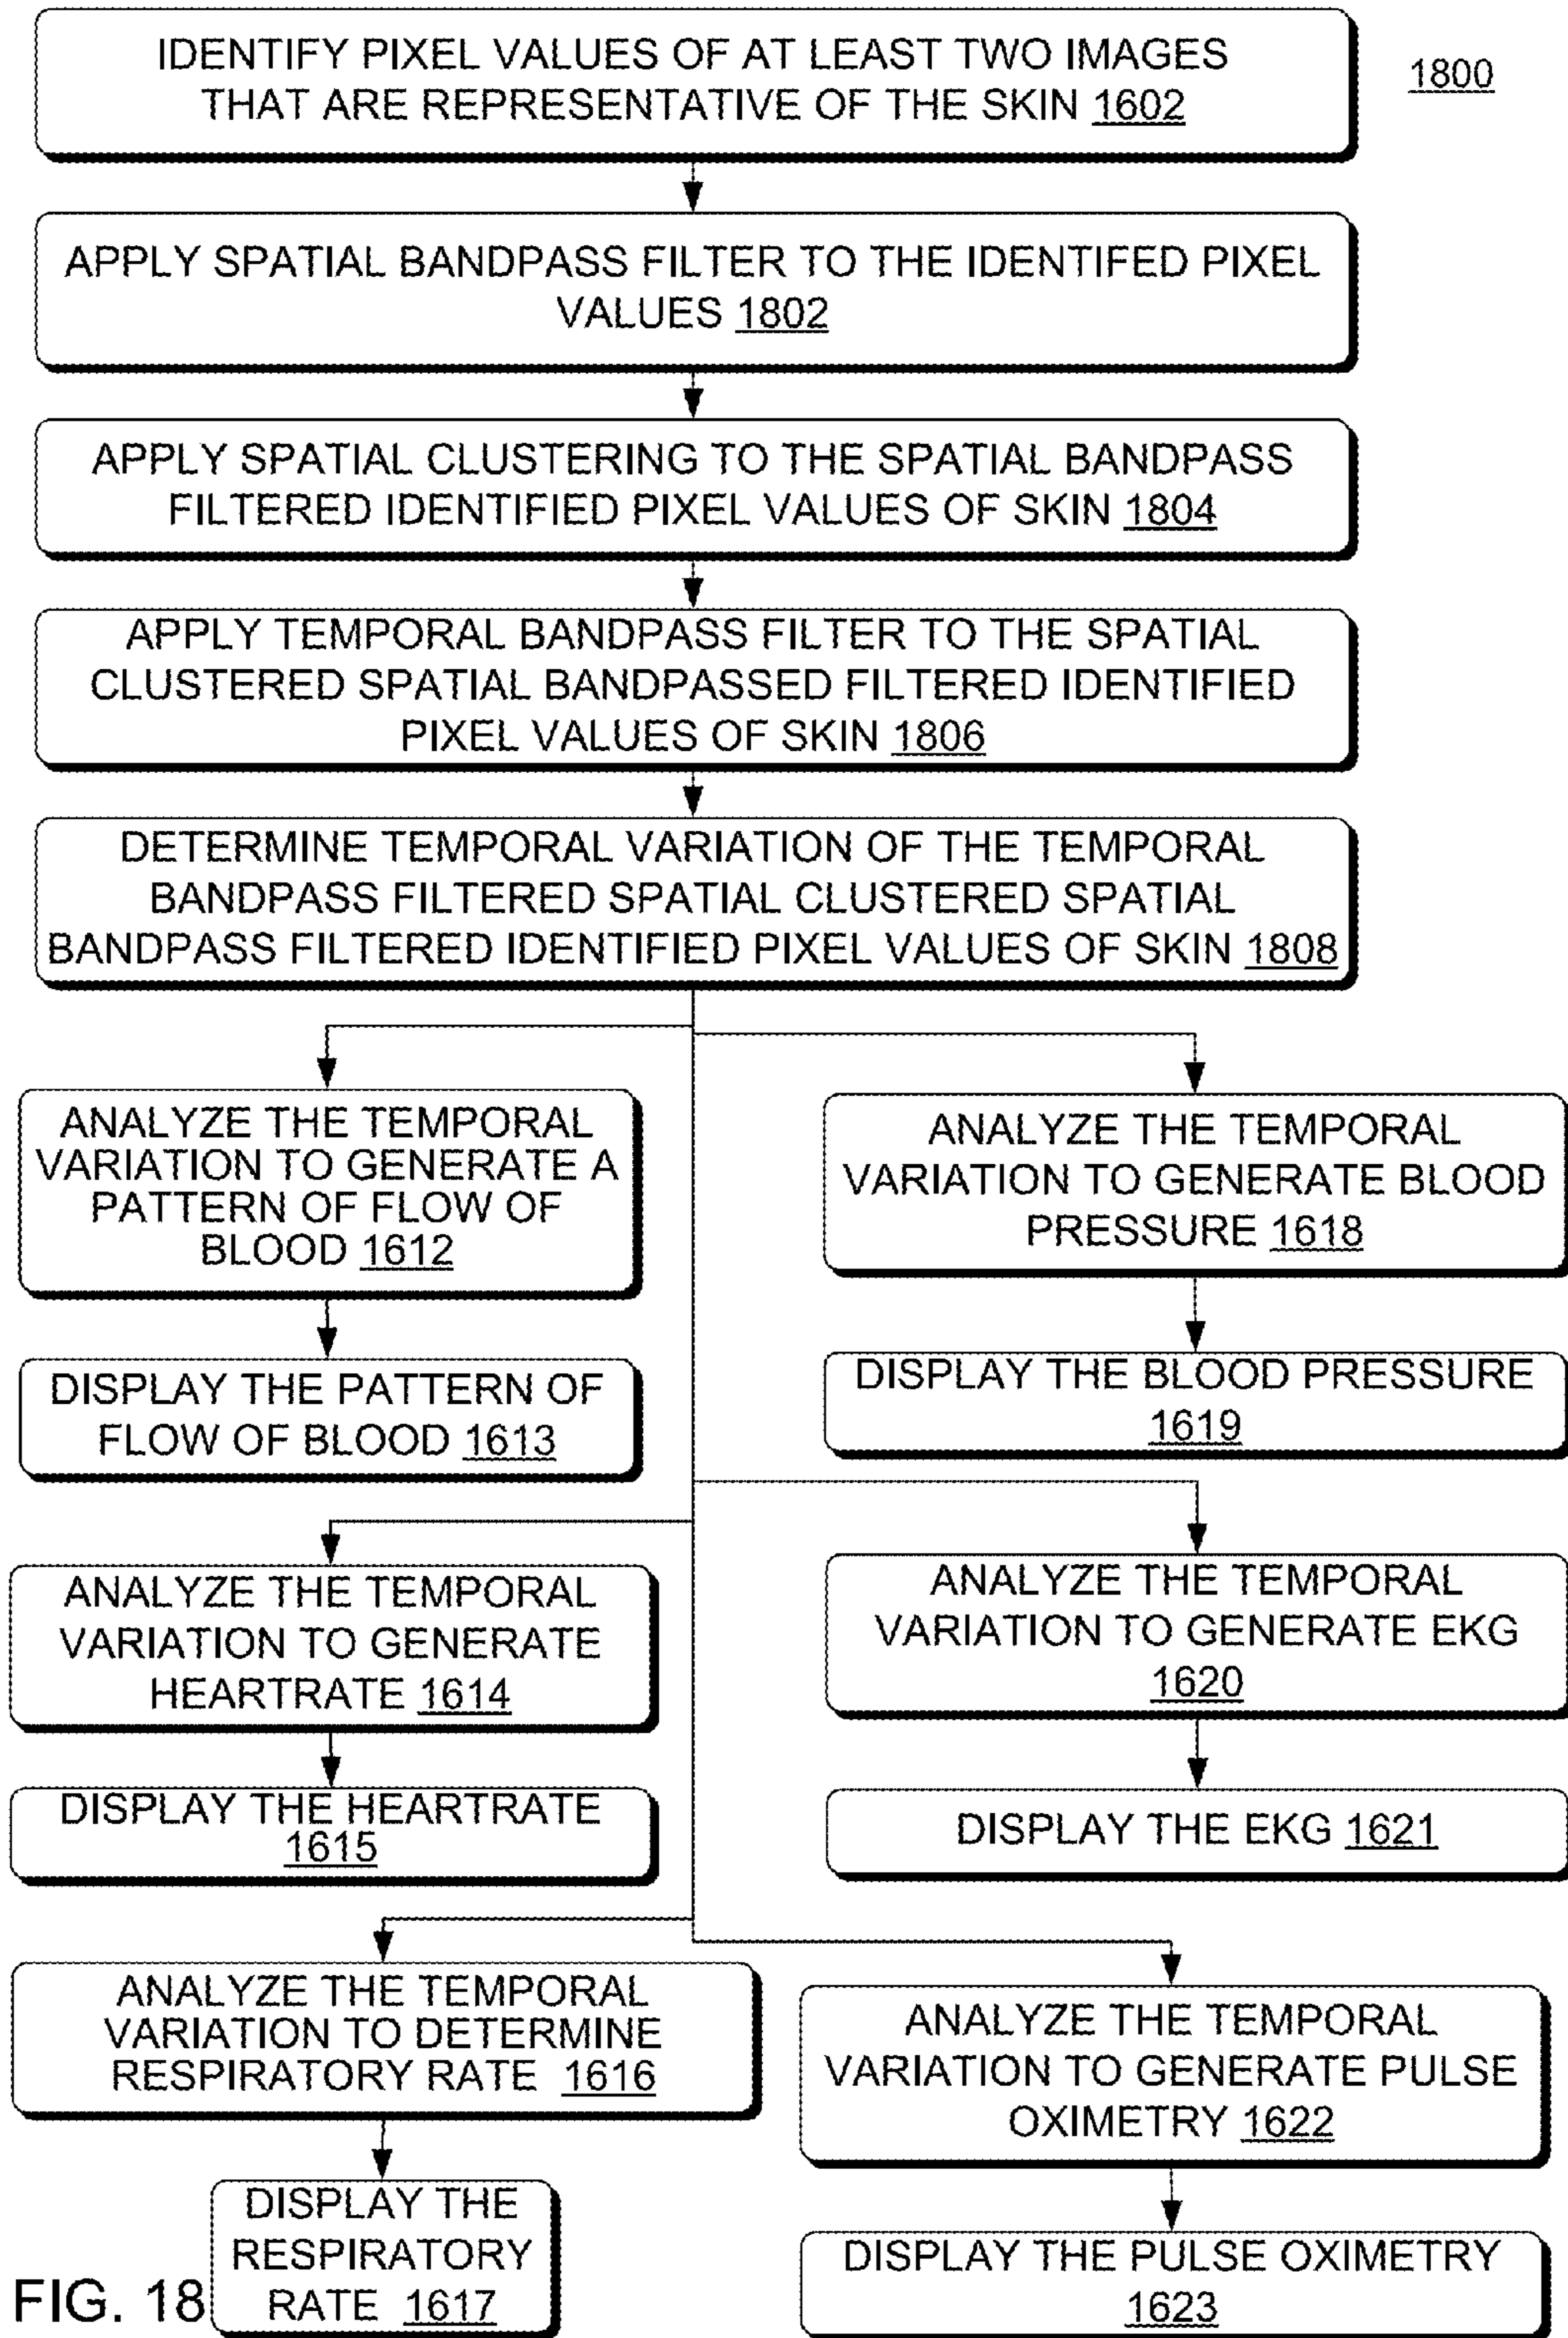 IDENTIFY PIXEL VALUES OF AT LEAST TWO IMAGES
THAT ARE REPRESENTATIVE OF THE SKIN 1602
1800
APPLY SPATIAL BANDPASS FILTER TO THE IDENTIFED PIXEL
VALUES 1802
APPLY SPATIAL CLUSTERING TO THE SPATIAL BANDPASS
FILTERED IDENTIFIED PIXEL VALUES OF SKIN 1804
APPLY TEMPORAL BANDPASS FILTER TO THE SPATIAL
CLUSTERED SPATIAL BANDPASSED FILTERED IDENTIFIED
PIXEL VALUES OF SKIN 1806
DETERMINE TEMPORAL VARIATION OF THE TEMPORAL
BANDPASS FILTERED SPATIAL CLUSTERED SPATIAL
BANDPASS FILTERED IDENTIFIED PIXEL VALUES OF SKIN 1808
ANALYZE THE TEMPORAL
VARIATION TO GENERATE A
PATTERN OF FLOW OF
BLOOD 1612
ANALYZE THE TEMPORAL
VARIATION TO GENERATE BLOOD
PRESSURE 1618
DISPLAY THE PATTERN OF
FLOW OF BLOOD 1613
DISPLAY THE BLOOD PRESSURE
1619
ANALYZE THE TEMPORAL
VARIATION TO GENERATE
HEARTRATE 1614
ANALYZE THE TEMPORAL
VARIATION TO GENERATE EKG
1620
DISPLAY THE HEARTRATE
1615
DISPLAY THE EKG 1621
ANALYZE THE TEMPORAL
VARIATION TO DETERMINE
RESPIRATORY RATE 1616
ANALYZE THE TEMPORAL
VARIATION TO GENERATE PULSE
OXIMETRY 1622
DISPLAY THE
RESPIRATORY
RATE 1617
DISPLAY THE PULSE OXIMETRY
1623
FIG. 18